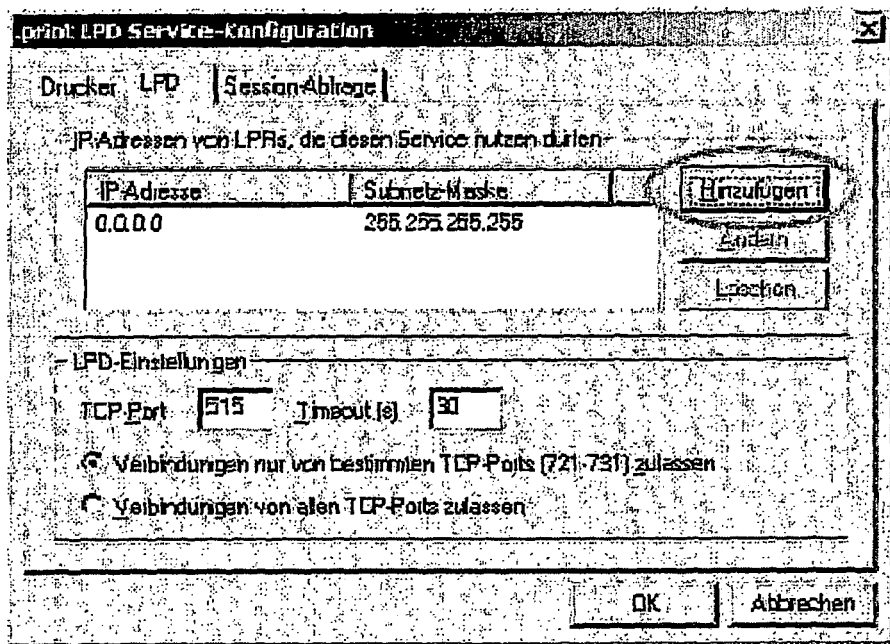 .print LPD Service-Konfiguration
Drucker LPD Session-Abfrage
IP-Adressen von LPRs, die diesen Service nutzen dürfen
IP-Adresse Subnetz-Maske
Hinzufügen
0.0.0.0 255.255.255.255
Ändern
Löschen
LPD-Einstellungen
TCP-Port 515 Timeout (s) 30
Verbindungen nur von bestimmten TCP-Ports (721-731) zulassen
Verbindungen von allen TCP-Ports zulassen
OK Abbrechen